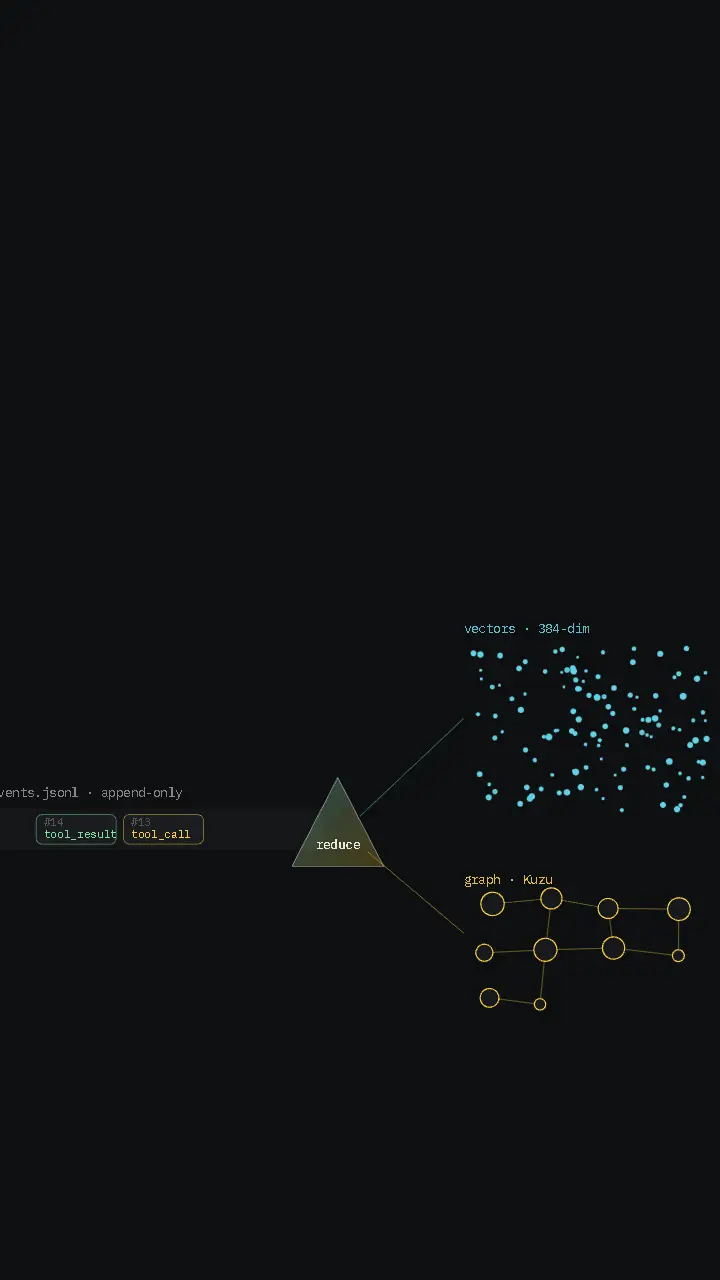 vectors · 384-dim
vents.jsonl · append-only
#14
tool_result
#13
tool_call
reduce
graph · Kuzu